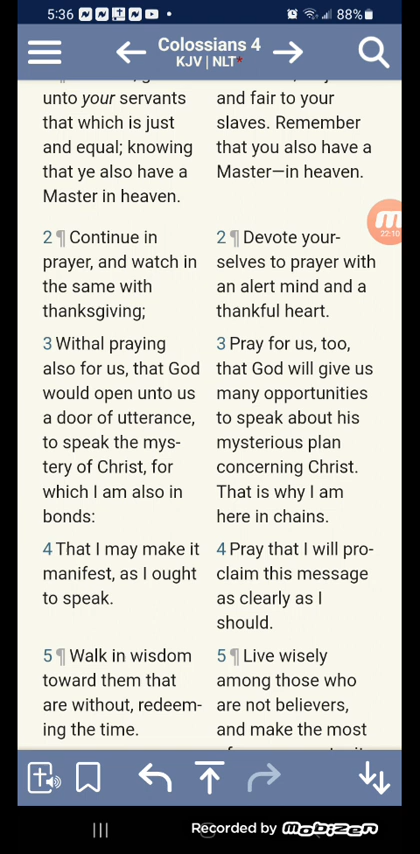 5:36
88%
Colossians 4
KJV | NLT*
unto your servants
that which is just
and equal; knowing
that ye also have a
Master in heaven.
2 ¶ Continue in
prayer, and watch in
the same with
thanksgiving;
3 Withal praying
also for us, that God
would open unto us
a door of utterance,
to speak the mys-
tery of Christ, for
which I am also in
bonds:
4 That I may make it
manifest, as I ought
to speak.
5 ¶ Walk in wisdom
toward them that
are without, redeem-
ing the time.
and fair to your
slaves. Remember
that you also have a
Master—in heaven.
2 ¶ Devote your-
selves to prayer with
an alert mind and a
thankful heart.
3 Pray for us, too,
that God will give us
many opportunities
to speak about his
mysterious plan
concerning Christ.
That is why I am
here in chains.
4 Pray that I will pro-
claim this message
as clearly as I
should.
5 ¶ Live wisely
among those who
are not believers,
and make the most
22:10
Recorded by Mobizen